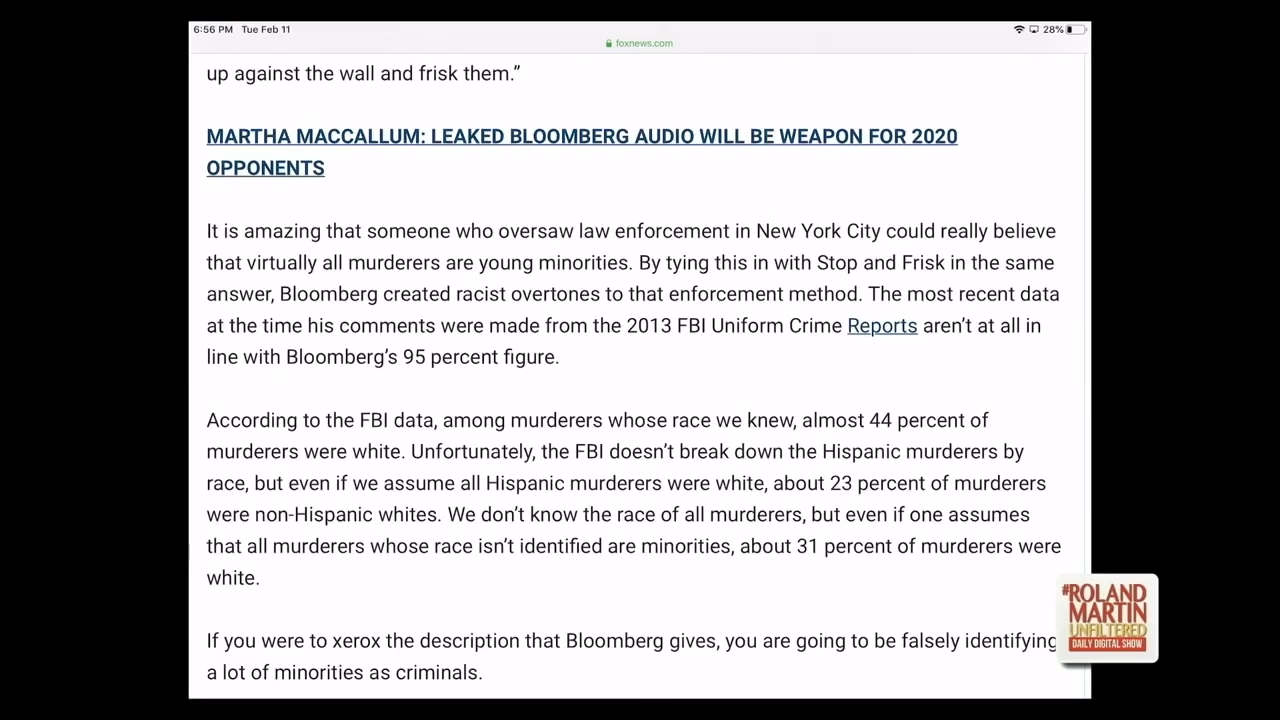 6:56 PM Tue Feb 11
28%
foxnews.com
up against the wall and frisk them.”
MARTHA MACCALLUM: LEAKED BLOOMBERG AUDIO WILL BE WEAPON FOR 2020
OPPONENTS
It is amazing that someone who oversaw law enforcement in New York City could really believe
that virtually all murderers are young minorities. By tying this in with Stop and Frisk in the same
answer, Bloomberg created racist overtones to that enforcement method. The most recent data
at the time his comments were made from the 2013 FBI Uniform Crime Reports aren’t at all in
line with Bloomberg’s 95 percent figure.
According to the FBI data, among murderers whose race we knew, almost 44 percent of
murderers were white. Unfortunately, the FBI doesn’t break down the Hispanic murderers by
race, but even if we assume all Hispanic murderers were white, about 23 percent of murderers
were non-Hispanic whites. We don’t know the race of all murderers, but even if one assumes
that all murderers whose race isn’t identified are minorities, about 31 percent of murderers were
white.
If you were to xerox the description that Bloomberg gives, you are going to be falsely identifying
a lot of minorities as criminals.
#ROLAND
MARTIN
UNFILTERED
DAILY DIGITAL SHOW